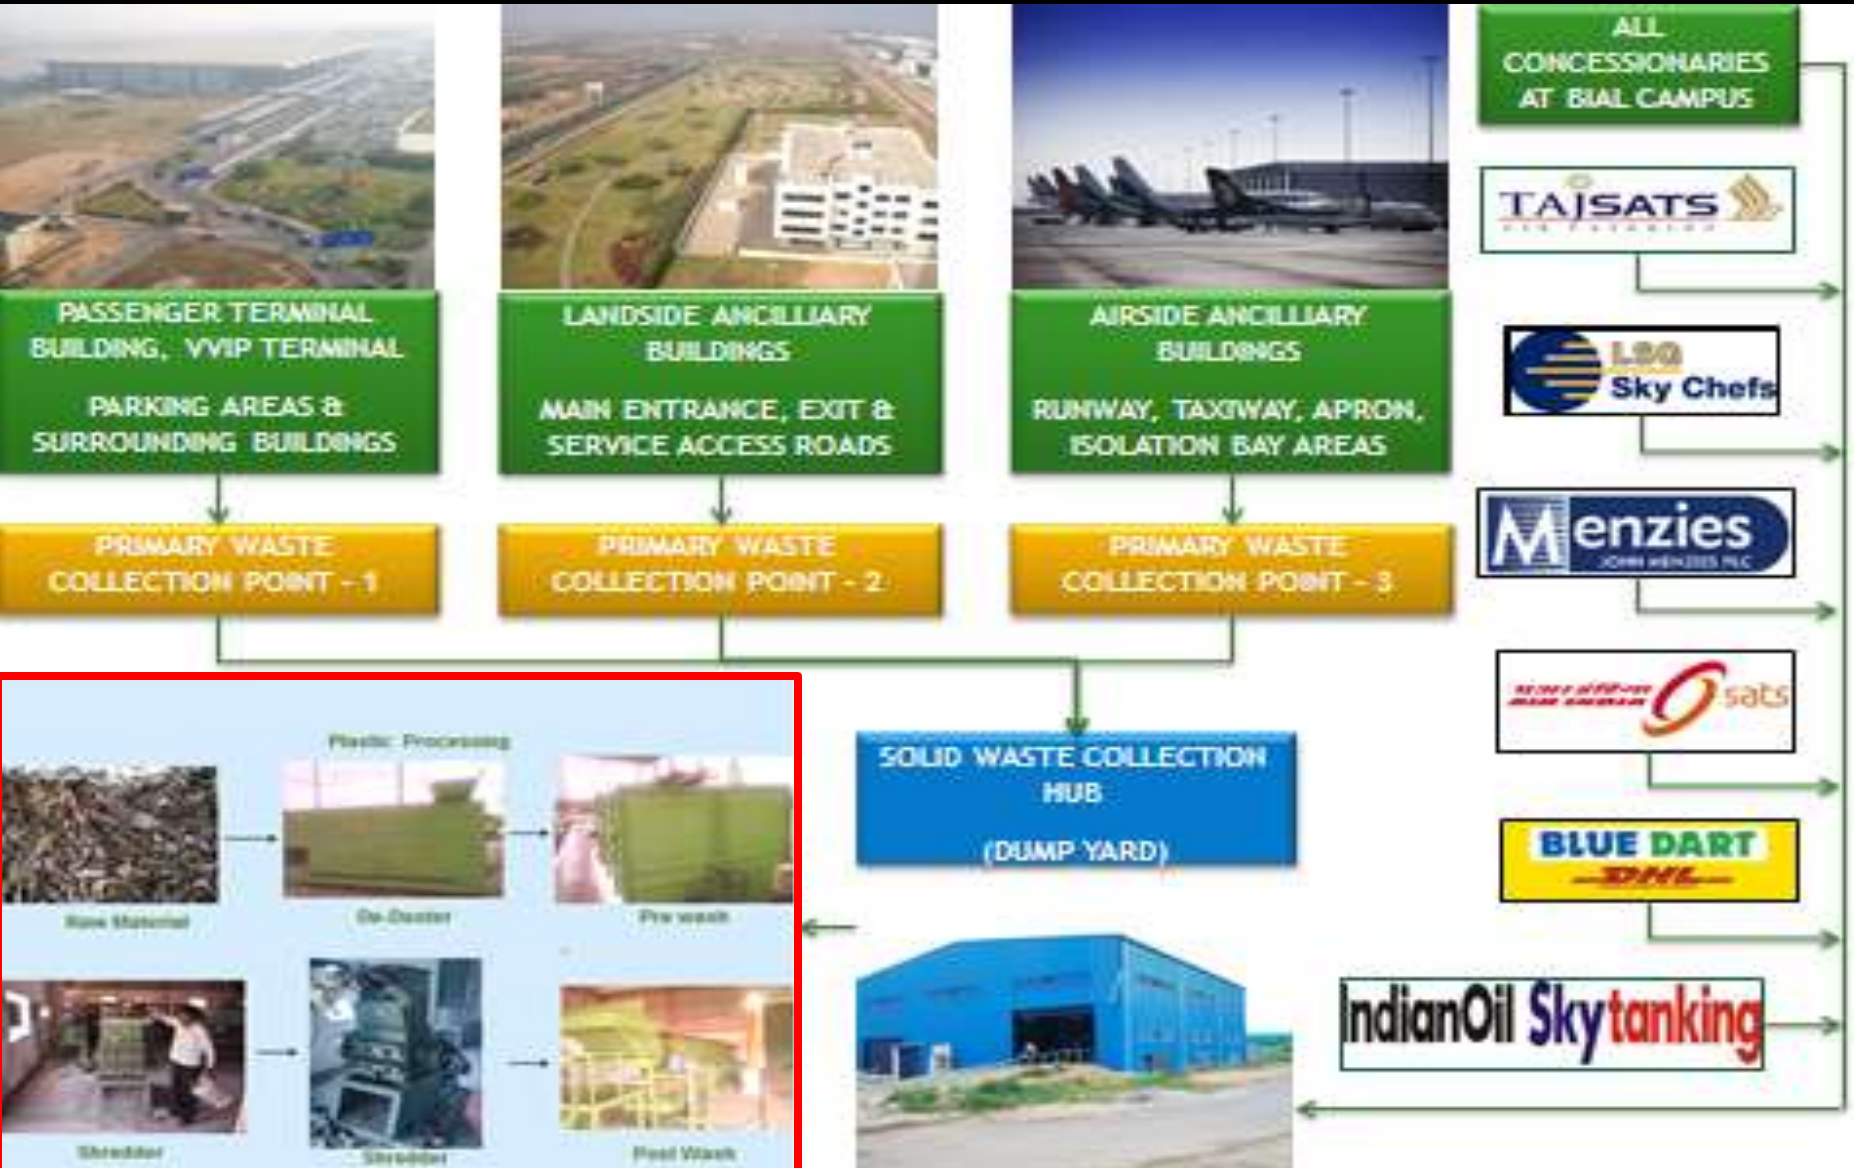 ALL
CONCESSIONARIES
AT BIAL CAMPUS
PASSENGER TERMINAL
BUILDING, VVIP TERMINAL
PARKING AREAS &
SURROUNDING BUILDINGS
LANDSIDE ANCILLIARY
BUILDINGS
MAIN ENTRANCE, EXIT &
SERVICE ACCESS ROADS
AIRSIDE ANCILLIARY
BUILDINGS
RUNWAY, TAXIWAY, APRON,
ISOLATION BAY AREAS
PRIMARY WASTE
COLLECTION POINT - 1
PRIMARY WASTE
COLLECTION POINT - 2
PRIMARY WASTE
COLLECTION POINT - 3
SOLID WASTE COLLECTION
HUB
(DUMP YARD)
Plastic Processing
Raw Material
De-Duster
Pre wash
Shredder
Shredder
Post Wash
TAJSATS
LSG
Sky Chefs
Menzies
JOHN MENZIES PLC
sats
BLUE DART
DHL
IndianOil Skytanking